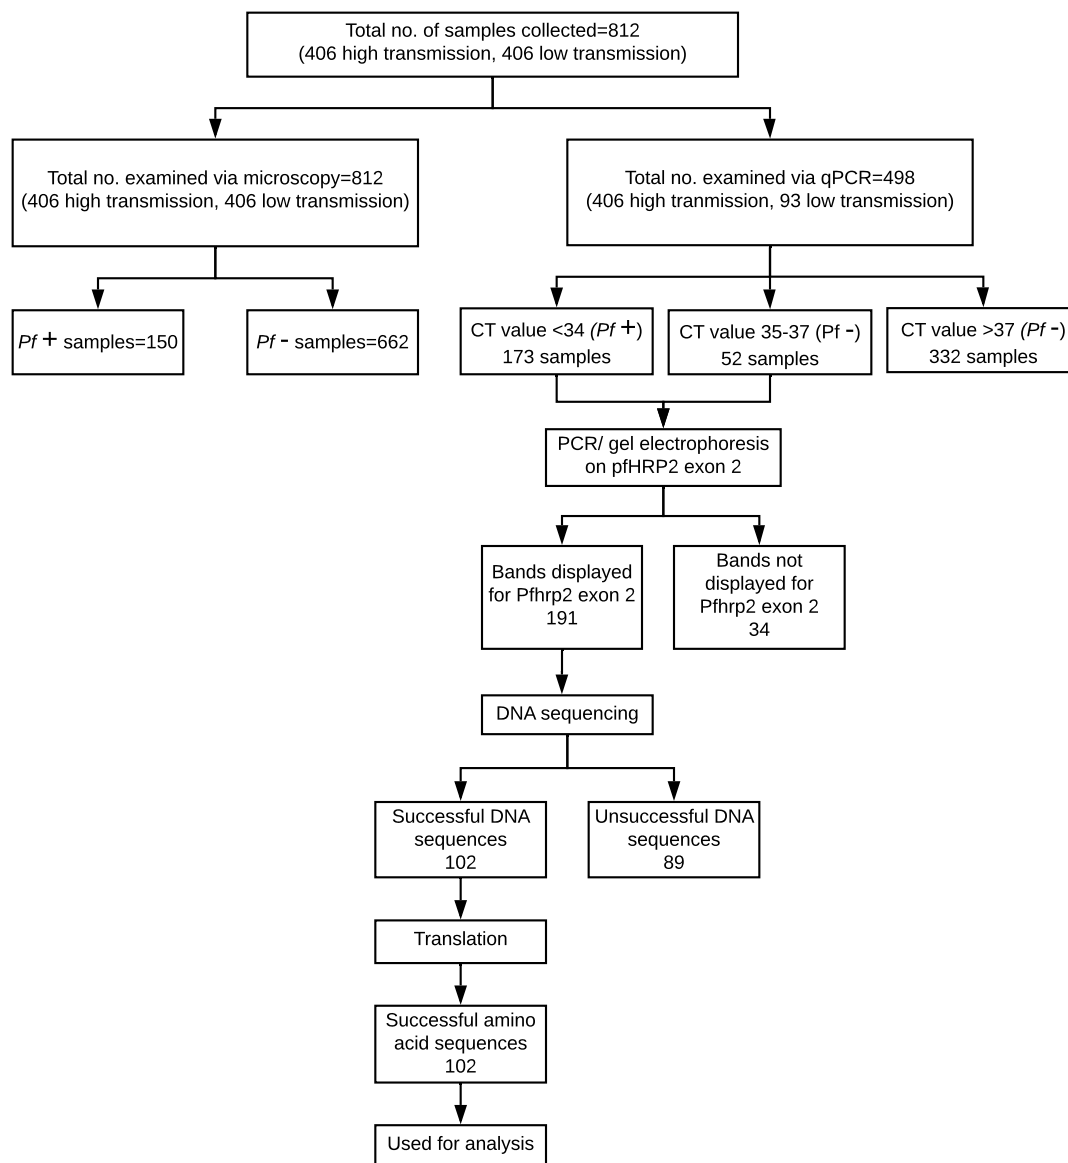 Total no. of samples collected=812
(406 high transmission, 406 low transmission)
Total no. examined via microscopy=812
(406 high transmission, 406 low transmission)
Total no. examined via qPCR=498
(406 high tranmission, 93 low transmission)
Pf + samples=150
Pf - samples=662
CT value <34 (Pf +)
173 samples
CT value 35-37 (Pf -)
52 samples
CT value >37 (Pf -)
332 samples
PCR/ gel electrophoresis
on pfHRP2 exon 2
Bands displayed
for Pfhrp2 exon 2
191
Bands not
displayed for
Pfhrp2 exon 2
34
DNA sequencing
Successful DNA
sequences
102
Unsuccessful DNA
sequences
89
Translation
Successful amino
acid sequences
102
Used for analysis